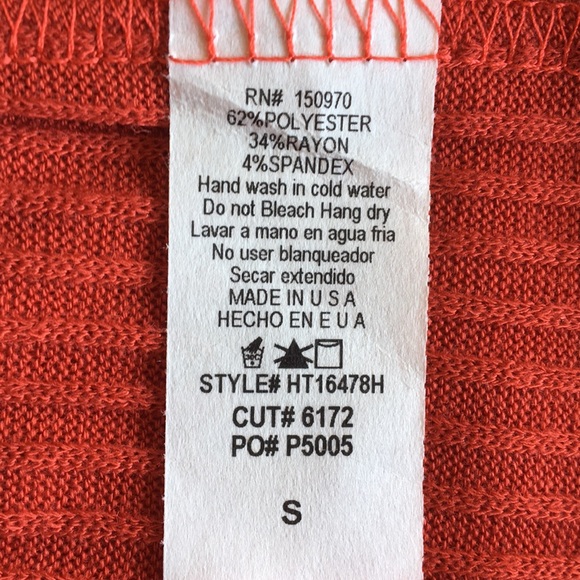 RN# 150970
62%POLYESTER
34%RAYON
4%SPANDEX
Hand wash in cold water
Do not Bleach Hang dry
Lavar a mano en agua fria
No user blanqueador
Secar extendido
MADE IN U S A
HECHO EN E U A
STYLE# HT16478H
CUT# 6172
PO# P5005
S